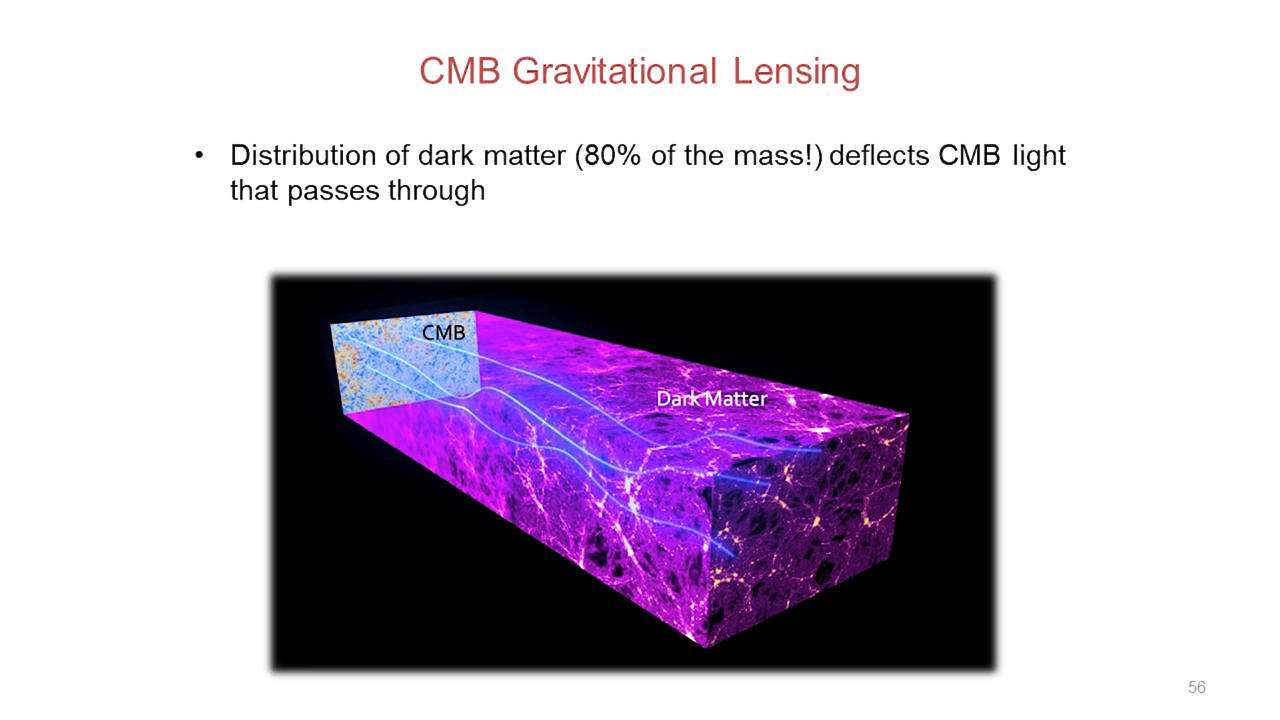 CMB Gravitational Lensing
• Distribution of dark matter (80% of the mass!) deflects CMB light
that passes through
CMB
Dark Matter
56